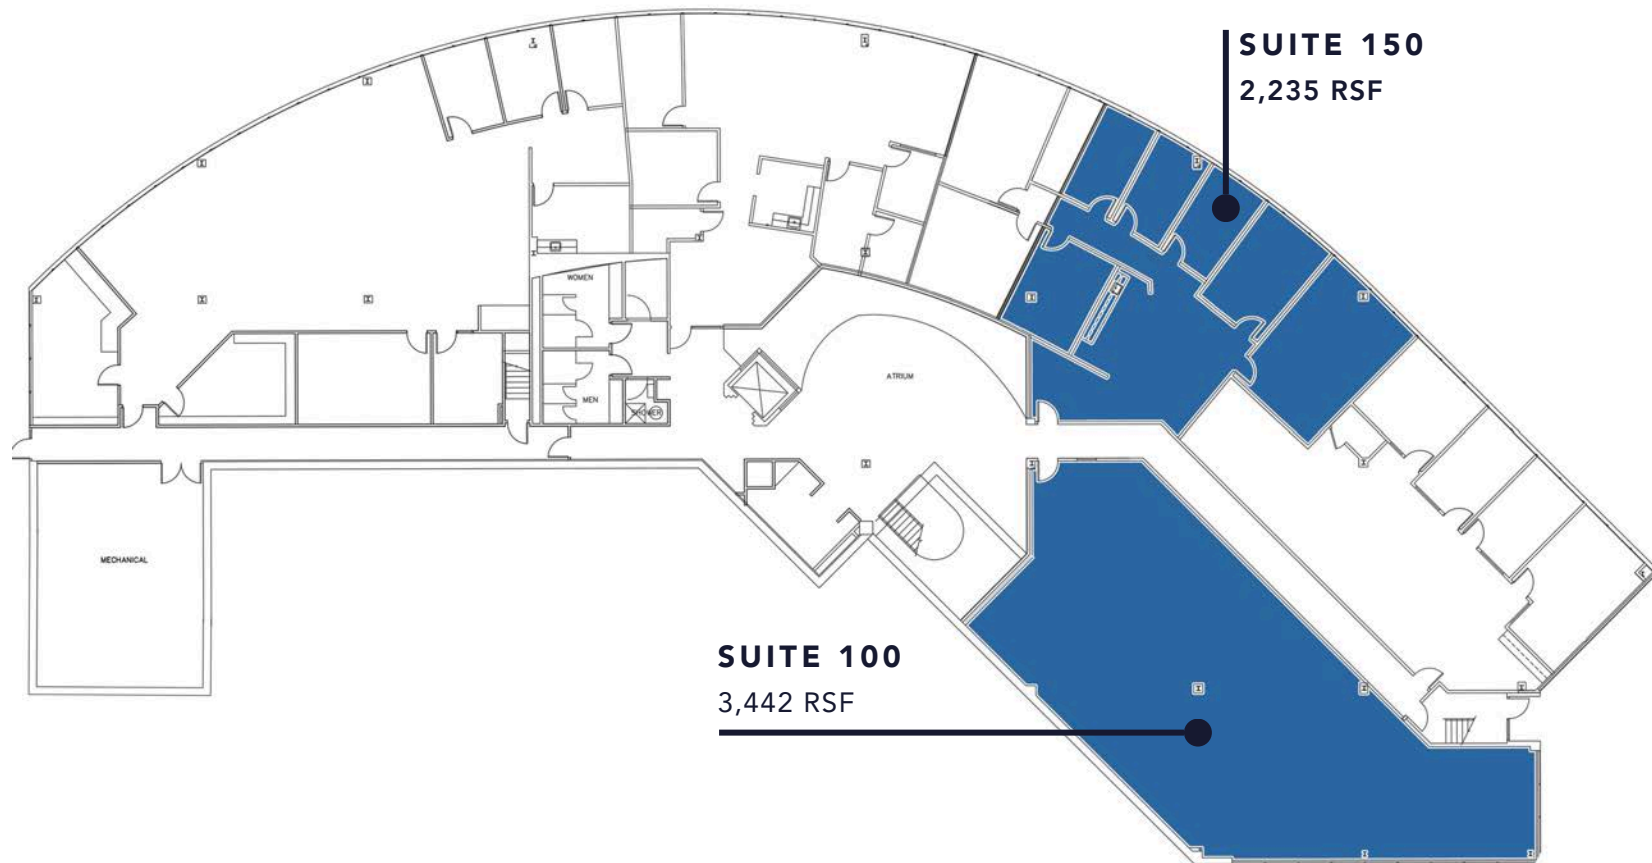 SUITE 150
2,235 RSF
WOMEN
ATRIUM
MEN
SHOWER
MECHANICAL
SUITE 100
3,442 RSF